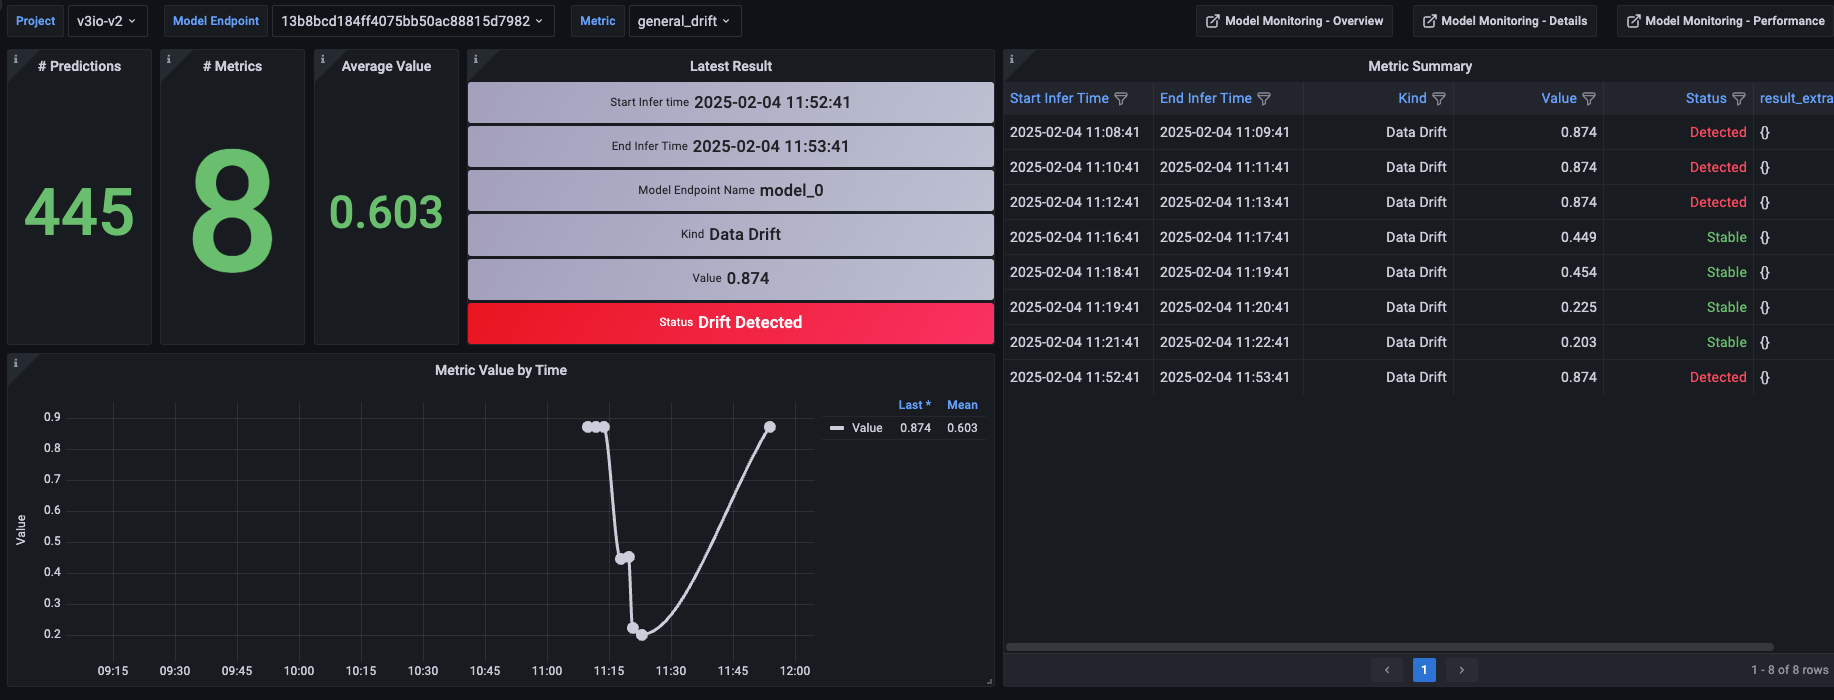 Project v3io-v2 Model Endpoint 13b8bcd184ff4075bb50ac88815d7982 Metric general_drift Model Monitoring - Overview Model Monitoring - Details Model Monitoring - Performance
# Predictions
445
# Metrics
8
Average Value
0.603
Latest Result
Start Infer time 2025-02-04 11:52:41
End Infer Time 2025-02-04 11:53:41
Model Endpoint Name model_0
Kind Data Drift
Value 0.874
Status Drift Detected
Metric Summary
Start Infer Time End Infer Time Kind Value Status result_extra
2025-02-04 11:08:41 2025-02-04 11:09:41 Data Drift 0.874 Detected {}
2025-02-04 11:10:41 2025-02-04 11:11:41 Data Drift 0.874 Detected {}
2025-02-04 11:12:41 2025-02-04 11:13:41 Data Drift 0.874 Detected {}
2025-02-04 11:16:41 2025-02-04 11:17:41 Data Drift 0.449 Stable {}
2025-02-04 11:18:41 2025-02-04 11:19:41 Data Drift 0.454 Stable {}
2025-02-04 11:19:41 2025-02-04 11:20:41 Data Drift 0.225 Stable {}
2025-02-04 11:21:41 2025-02-04 11:22:41 Data Drift 0.203 Stable {}
2025-02-04 11:52:41 2025-02-04 11:53:41 Data Drift 0.874 Detected {}
1
1 - 8 of 8 rows
Metric Value by Time
Value
0.9
0.8
0.7
0.6
0.5
0.4
0.3
0.2
09:15 09:30 09:45 10:00 10:15 10:30 10:45 11:00 11:15 11:30 11:45 12:00
Last * Mean
Value 0.874 0.603